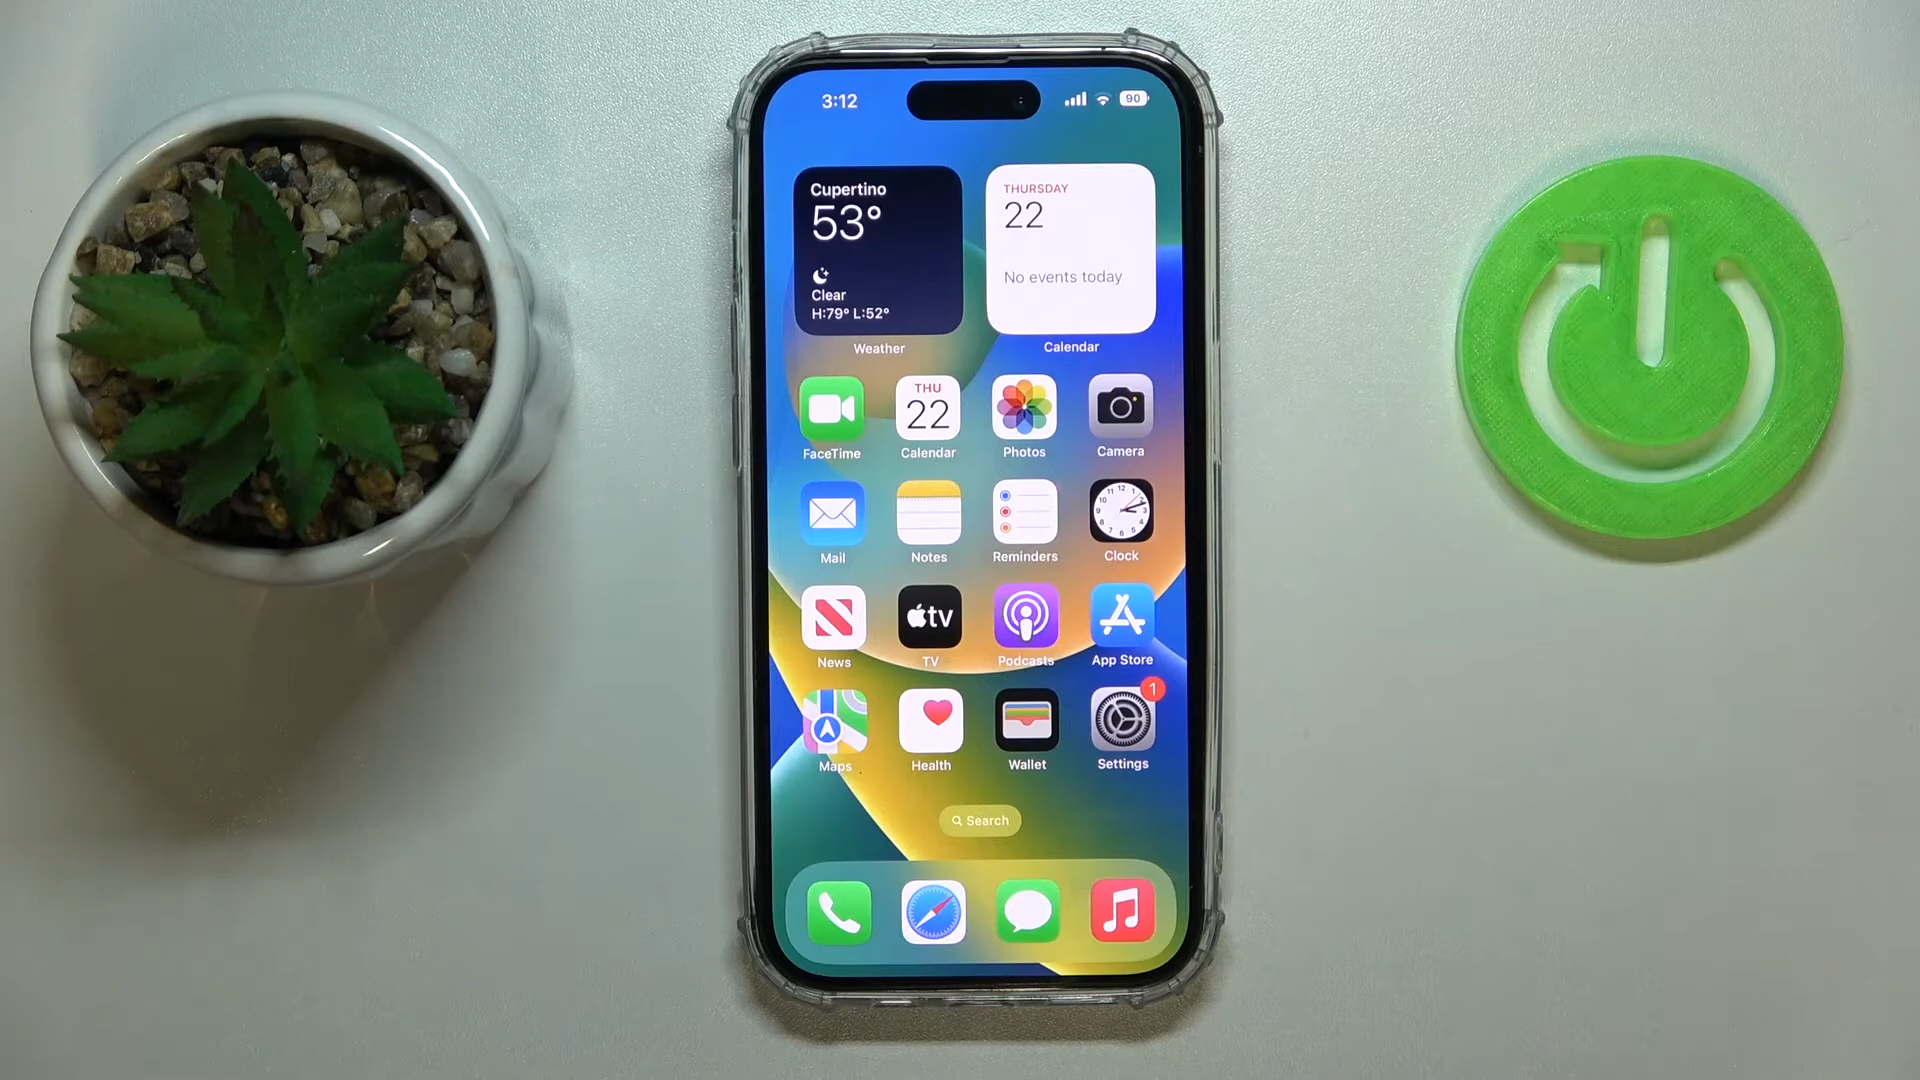 3:12
90
Cupertino
53°
Clear
H:79° L:52°
Weather
THURSDAY
22
No events today
Calendar
THU
22
FaceTime
Calendar
Photos
Camera
Mail
Notes
Reminders
Clock
tv
News
TV
Podcasts
App Store
1
Maps
Health
Wallet
Settings
Search